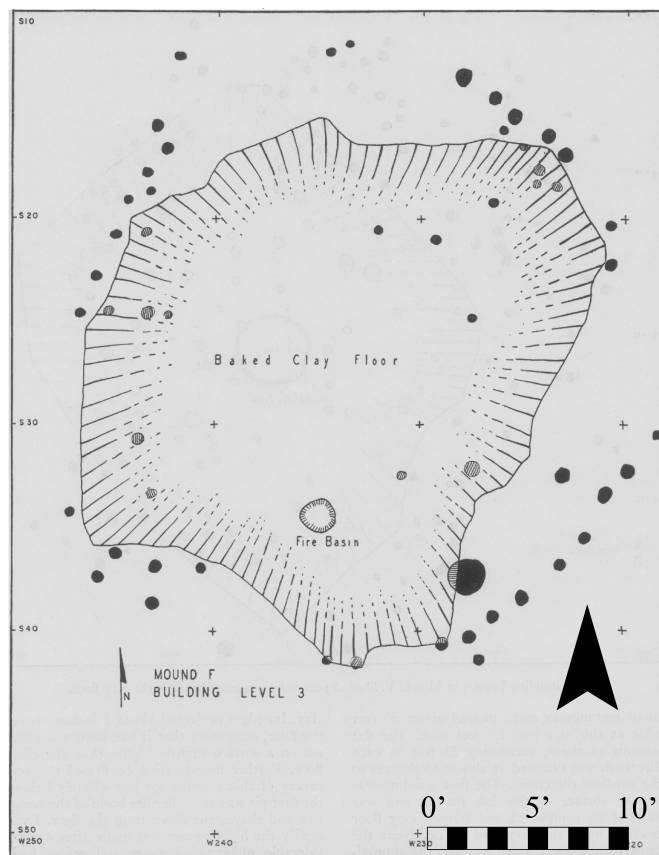 S10
S20
S30
Baked Clay Floor
Fire Basin
S40
N
MOUND F
BUILDING LEVEL 3
0' 5' 10'
S50
W250 W240 W230